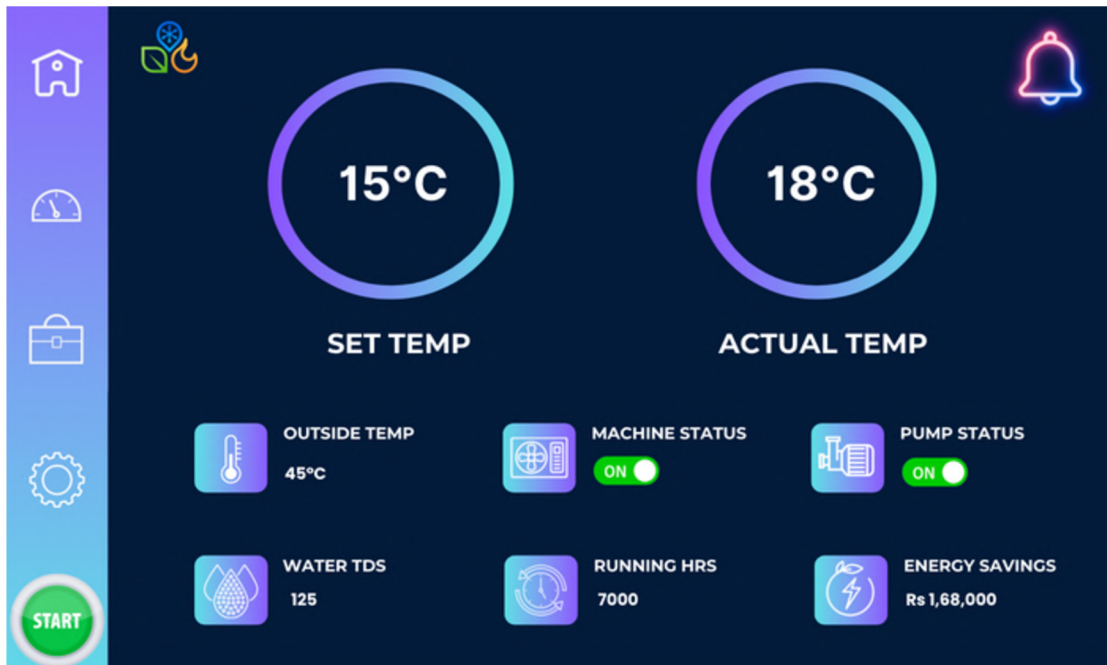 15°C
18°C
SET TEMP
ACTUAL TEMP
OUTSIDE TEMP
45°C
MACHINE STATUS
ON
PUMP STATUS
ON
WATER TDS
125
RUNNING HRS
7000
ENERGY SAVINGS
Rs 1,68,000
START